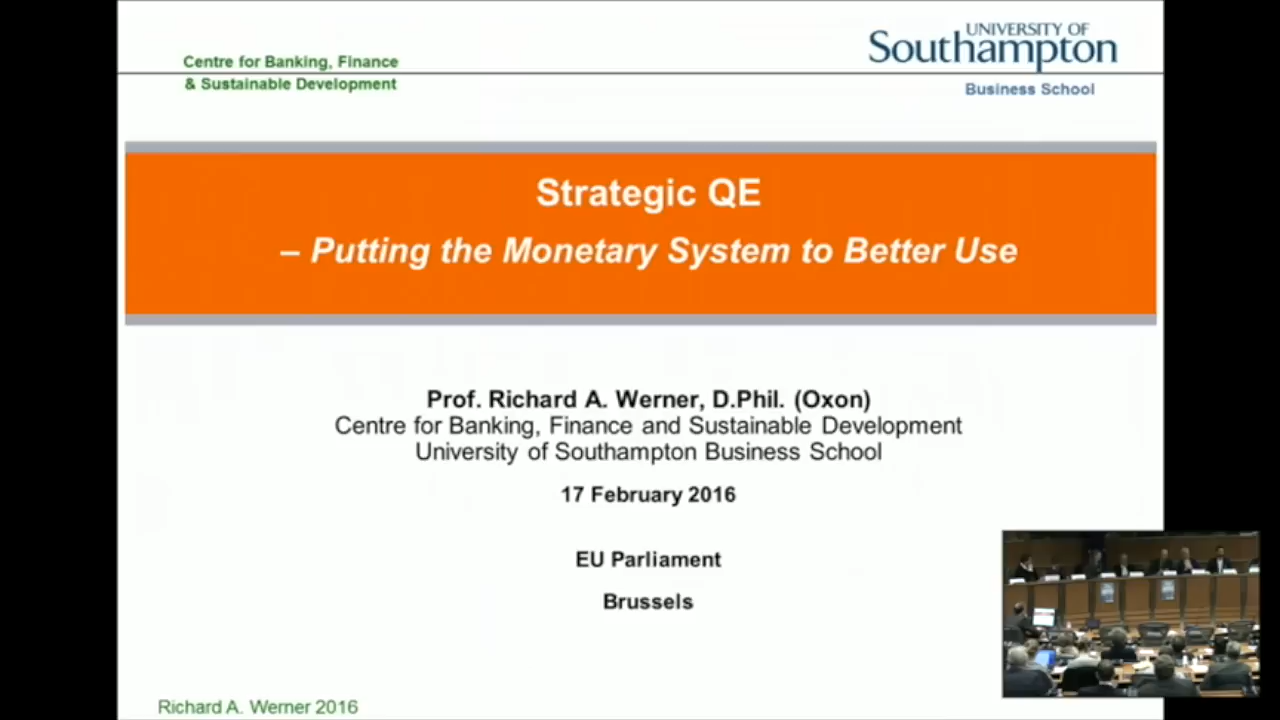 Centre for Banking, Finance
& Sustainable Development
UNIVERSITY OF
Southampton
Business School
Strategic QE
– Putting the Monetary System to Better Use
Prof. Richard A. Werner, D.Phil. (Oxon)
Centre for Banking, Finance and Sustainable Development
University of Southampton Business School
17 February 2016
EU Parliament
Brussels
Richard A. Werner 2016